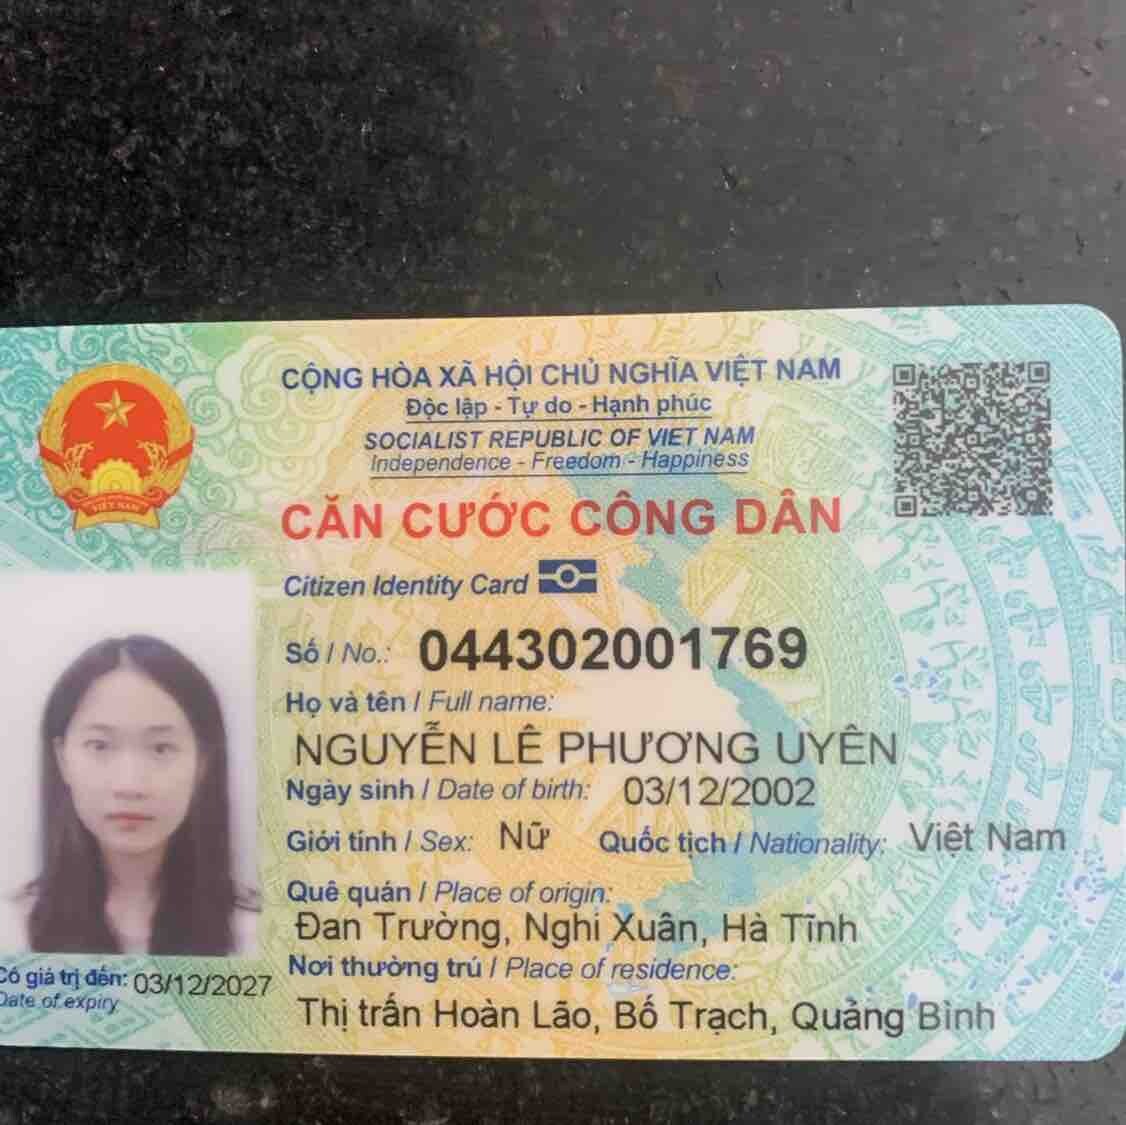 CỘNG HÒA XÃ HỘI CHỦ NGHĨA VIỆT NAM
Độc lập - Tự do - Hạnh phúc
SOCIALIST REPUBLIC OF VIET NAM
Independence - Freedom - Happiness
CĂN CƯỚC CÔNG DÂN
Citizen Identity Card
Số / No.: 044302001769
Họ và tên / Full name:
NGUYỄN LÊ PHƯƠNG UYÊN
Ngày sinh / Date of birth: 03/12/2002
Giới tính / Sex: Nữ Quốc tịch / Nationality: Việt Nam
Quê quán / Place of origin:
Đan Trường, Nghi Xuân, Hà Tĩnh
Nơi thường trú / Place of residence:
Thị trấn Hoàn Lão, Bố Trạch, Quảng Bình
Có giá trị đến: 03/12/2027
Date of expiry
VIỆT NAM